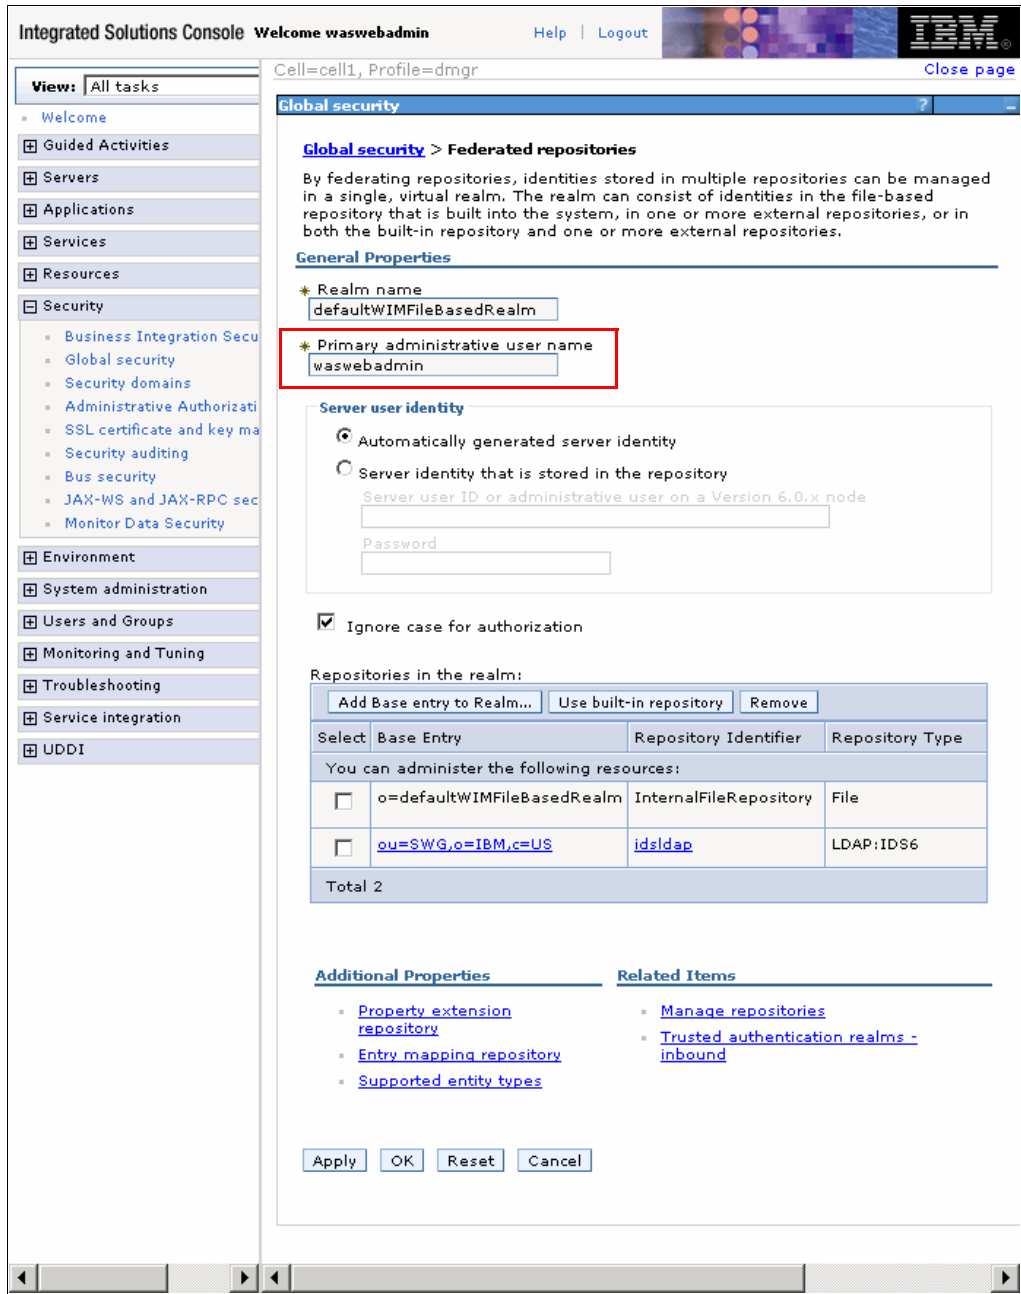 Integrated Solutions Console Welcome waswebadmin Help Logout IBM®
View: All tasks
Welcome
Guided Activities
Servers
Applications
Services
Resources
Security
Business Integration Secu
Global security
Security domains
Administrative Authorizati
SSL certificate and key ma
Security auditing
Bus security
JAX-WS and JAX-RPC sec
Monitor Data Security
Environment
System administration
Users and Groups
Monitoring and Tuning
Troubleshooting
Service integration
UDDI
Cell=cell1, Profile=dmgr Close page
Global security ?
Global security > Federated repositories
By federating repositories, identities stored in multiple repositories can be managed
in a single, virtual realm. The realm can consist of identities in the file-based
repository that is built into the system, in one or more external repositories, or in
both the built-in repository and one or more external repositories.
General Properties
* Realm name
defaultWIMFileBasedRealm
* Primary administrative user name
waswebadmin
Server user identity
Automatically generated server identity
Server identity that is stored in the repository
Server user ID or administrative user on a Version 6.0.x node
Password
Ignore case for authorization
Repositories in the realm:
Add Base entry to Realm... Use built-in repository Remove
Select Base Entry Repository Identifier Repository Type
You can administer the following resources:
o=defaultWIMFileBasedRealm InternalFileRepository File
ou=SWG,o=IBM,c=US idsldap LDAP:IDS6
Total 2
Additional Properties
Property extension
repository
Entry mapping repository
Supported entity types
Related Items
Manage repositories
Trusted authentication realms -
inbound
Apply OK Reset Cancel